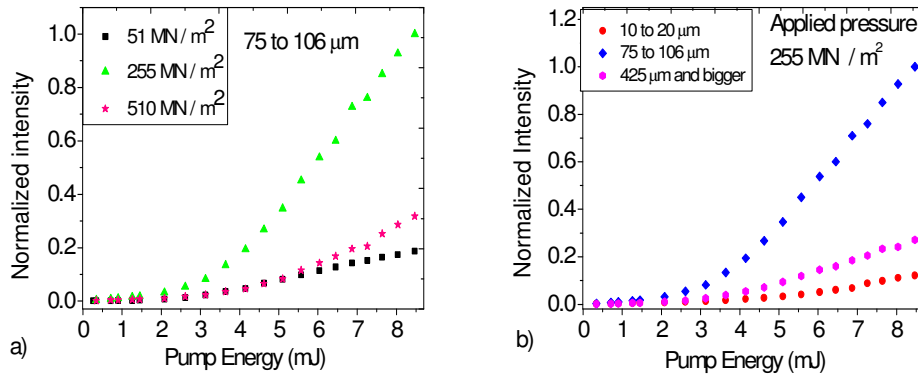 51 MN / m²
255 MN / m²
510 MN / m²
75 to 106 μm
1.0
0.8
0.6
0.4
0.2
0.0
Normalized intensity
0 1 2 3 4 5 6 7 8
Pump Energy (mJ)
a)
10 to 20 μm
75 to 106 μm
425 μm and bigger
Applied pressure
255 MN / m²
1.2
1.0
0.8
0.6
0.4
0.2
0.0
Normalized Intensity
0 1 2 3 4 5 6 7 8
Pump Energy (mJ)
b)